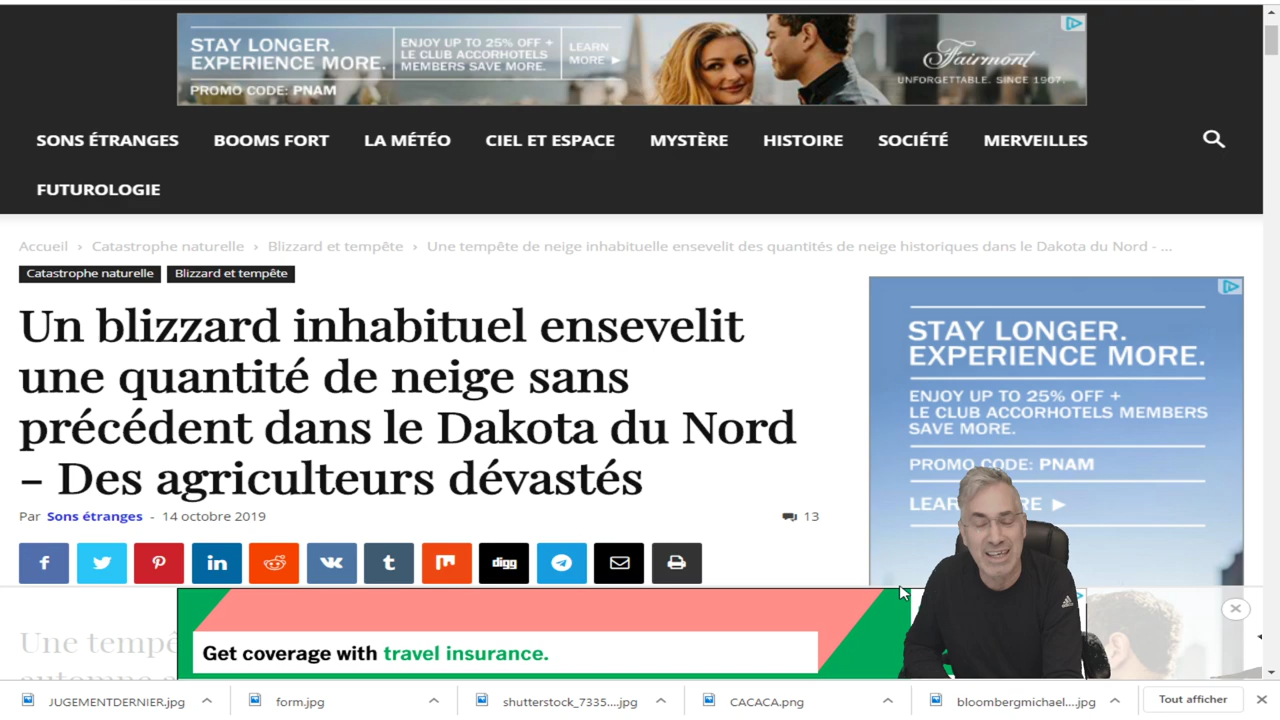 STAY LONGER.
EXPERIENCE MORE.
PROMO CODE: PNAM
ENJOY UP TO 25% OFF +
LE CLUB ACCORHOTELS
MEMBERS SAVE MORE.
LEARN
MORE ▶
Fairmont
UNFORGETTABLE. SINCE 1907.
SONS ÉTRANGES BOOMS FORT LA MÉTÉO CIEL ET ESPACE MYSTÈRE HISTOIRE SOCIÉTÉ MERVEILLES
FUTUROLOGIE
Accueil › Catastrophe naturelle › Blizzard et tempête › Une tempête de neige inhabituelle ensevelit des quantités de neige historiques dans le Dakota du Nord - ...
Catastrophe naturelle Blizzard et tempête
Un blizzard inhabituel ensevelit
une quantité de neige sans
précédent dans le Dakota du Nord
– Des agriculteurs dévastés
Par Sons étranges - 14 octobre 2019 13
digg
STAY LONGER.
EXPERIENCE MORE.
ENJOY UP TO 25% OFF +
LE CLUB ACCORHOTELS MEMBERS
SAVE MORE.
PROMO CODE: PNAM
Une
Get coverage with travel insurance.
adidas
JUGEMENTDERNIER.jpg form.jpg shutterstock_7335....jpg CACACA.png bloombergmichael....jpg Tout afficher